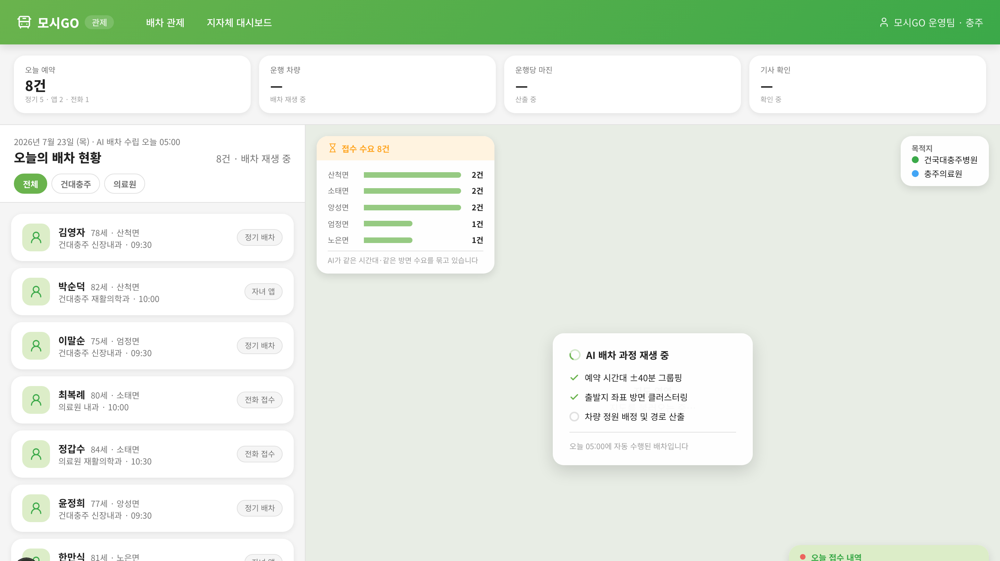 모시GO 관제 배차 관제 지자체 대시보드 모시GO 운영팀 · 충주
오늘 예약
8건
정기 5 · 앱 2 · 전화 1
운행 차량
—
배차 재생 중
운행당 마진
—
산출 중
기사 확인
—
확인 중
2026년 7월 23일 (목) · AI 배차 수립 오늘 05:00
오늘의 배차 현황 8건 · 배차 재생 중
전체 건대충주 의료원
김영자 78세 · 산척면
건대충주 신장내과 · 09:30
정기 배차
박순덕 82세 · 산척면
건대충주 재활의학과 · 10:00
자녀 앱
이말순 75세 · 엄정면
건대충주 신장내과 · 09:30
정기 배차
최복례 80세 · 소태면
의료원 내과 · 10:00
전화 접수
정갑수 84세 · 소태면
의료원 재활의학과 · 10:30
전화 접수
윤정희 77세 · 앙성면
건대충주 신장내과 · 09:30
정기 배차
한만식 81세 · 노은면
자녀 앱
접수 수요 8건
산척면 2건
소태면 2건
앙성면 2건
엄정면 1건
노은면 1건
AI가 같은 시간대·같은 방면 수요를 묶고 있습니다
목적지
건국대충주병원
충주의료원
AI 배차 과정 재생 중
예약 시간대 ±40분 그룹핑
지도 영역
출발지 좌표 방면 클러스터링
지도를 불러오는 중…
차량 정원 배정 및 경로 산출
오늘 05:00에 자동 수행된 배차입니다
오늘 접수 내역